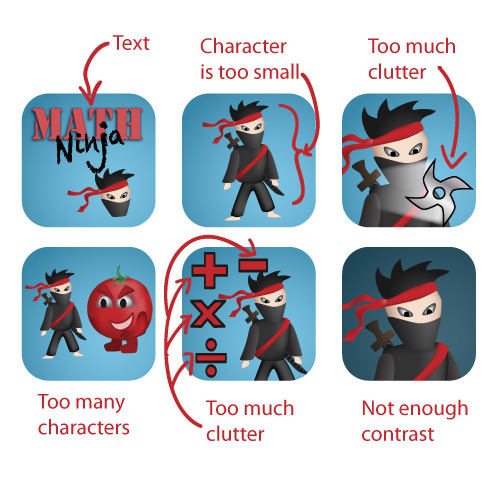 Text
Character
is too small
Too much
clutter
MATH
Ninja
+ -
×
÷
Too many
characters
Too much
clutter
Not enough
contrast